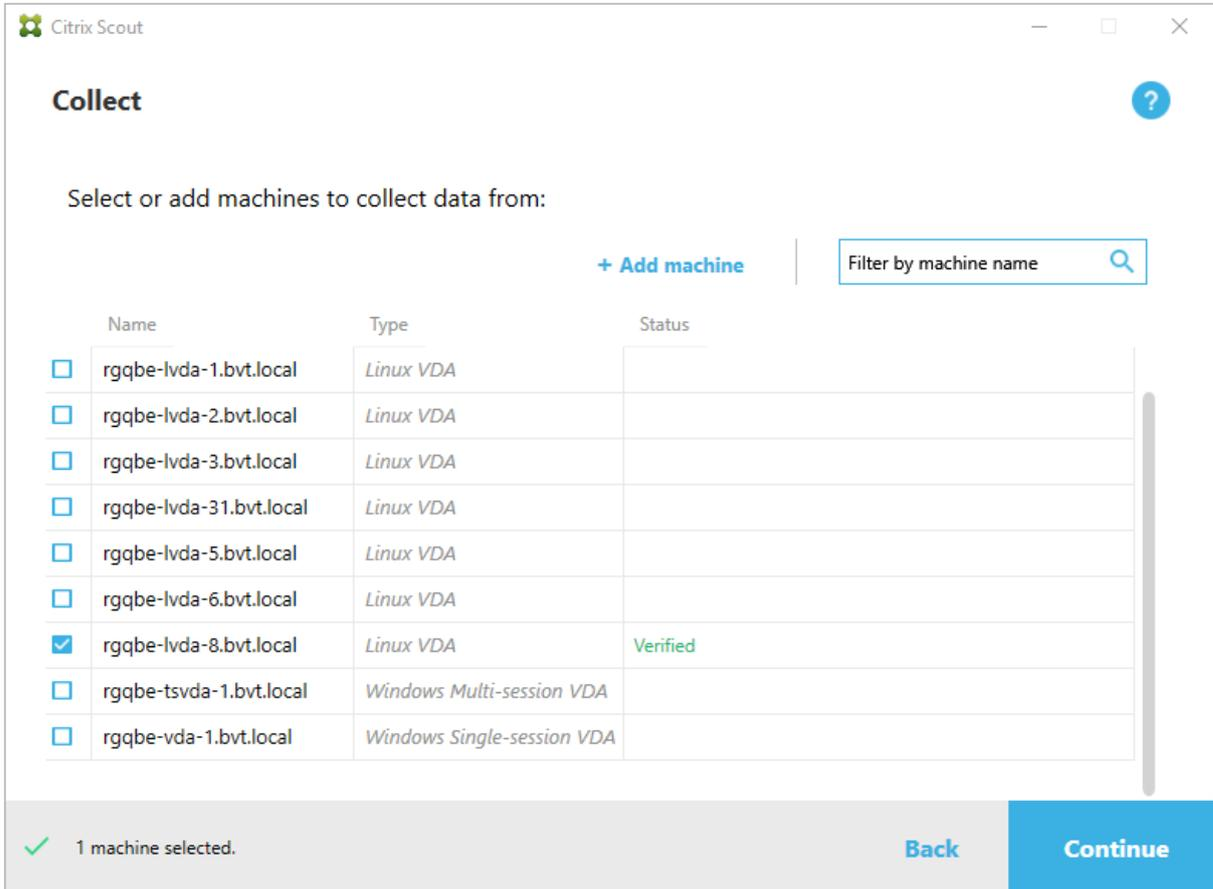 Citrix Scout
Collect
?
Select or add machines to collect data from:
+ Add machine
Filter by machine name
Name Type Status
rgqbe-lvda-1.bvt.local Linux VDA
rgqbe-lvda-2.bvt.local Linux VDA
rgqbe-lvda-3.bvt.local Linux VDA
rgqbe-lvda-31.bvt.local Linux VDA
rgqbe-lvda-5.bvt.local Linux VDA
rgqbe-lvda-6.bvt.local Linux VDA
rgqbe-lvda-8.bvt.local Linux VDA Verified
rgqbe-tsvda-1.bvt.local Windows Multi-session VDA
rgqbe-vda-1.bvt.local Windows Single-session VDA
1 machine selected.
Back
Continue